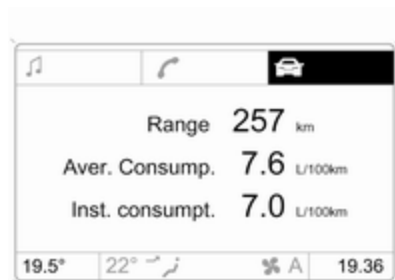 Range 257 km
Aver. Consump. 7.6 L/100km
Inst. consumpt. 7.0 L/100km
19.5° 22° A 19.36